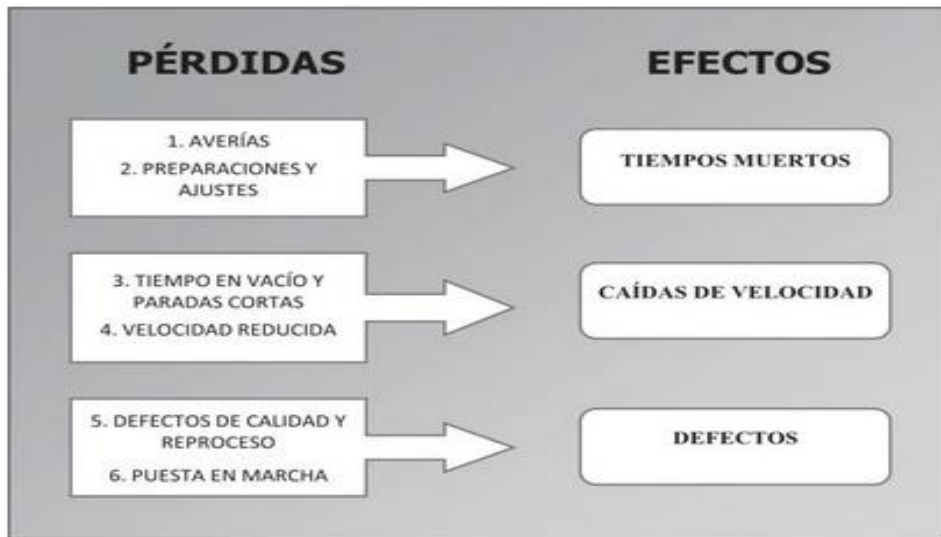 PÉRDIDAS
EFECTOS
1. AVERÍAS
2. PREPARACIONES Y
AJUSTES
TIEMPOS MUERTOS
3. TIEMPO EN VACÍO Y
PARADAS CORTAS
4. VELOCIDAD REDUCIDA
CAÍDAS DE VELOCIDAD
5. DEFECTOS DE CALIDAD Y
REPROCESO
6. PUESTA EN MARCHA
DEFECTOS